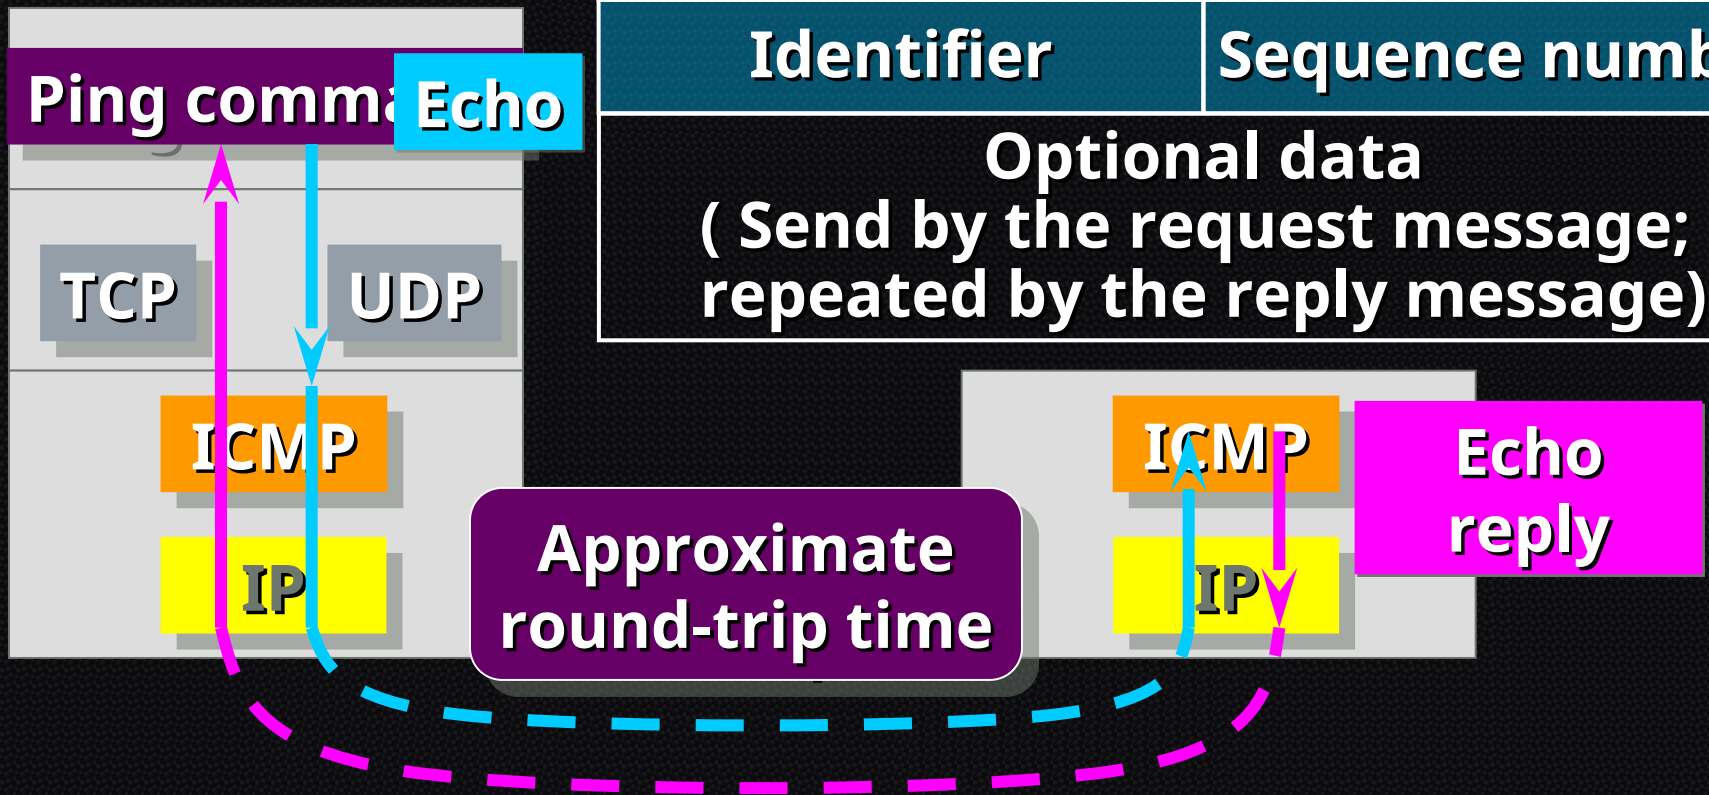 Ping comma
Echo
Identifier
Sequence numb
Optional data
( Send by the request message;
repeated by the reply message)
TCP
UDP
ICMP
IP
ICMP
IP
Echo
reply
Approximate
round-trip time